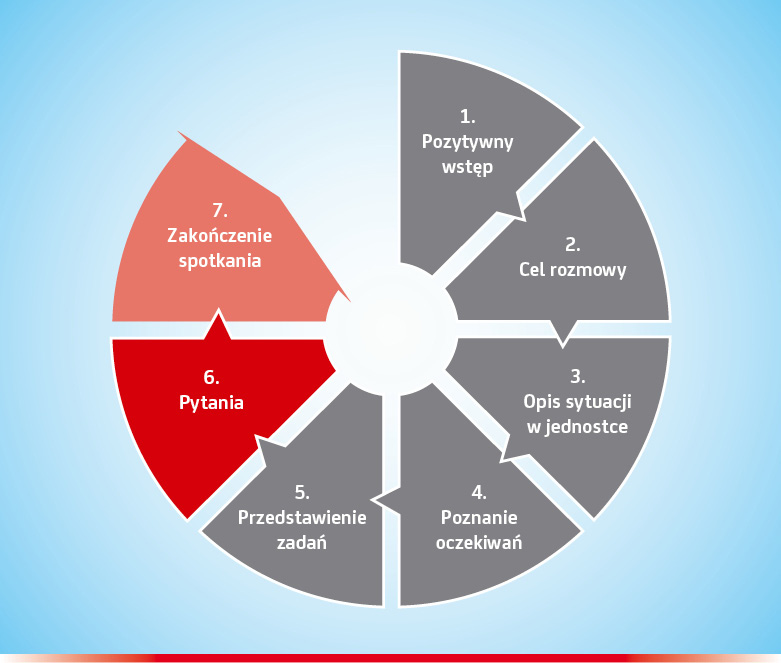 1.
Pozytywny
wstęp
2.
Cel rozmowy
3.
Opis sytuacji
w jednostce
4.
Poznanie
oczekiwań
5.
Przedstawienie
zadań
6.
Pytania
7.
Zakończenie
spotkania